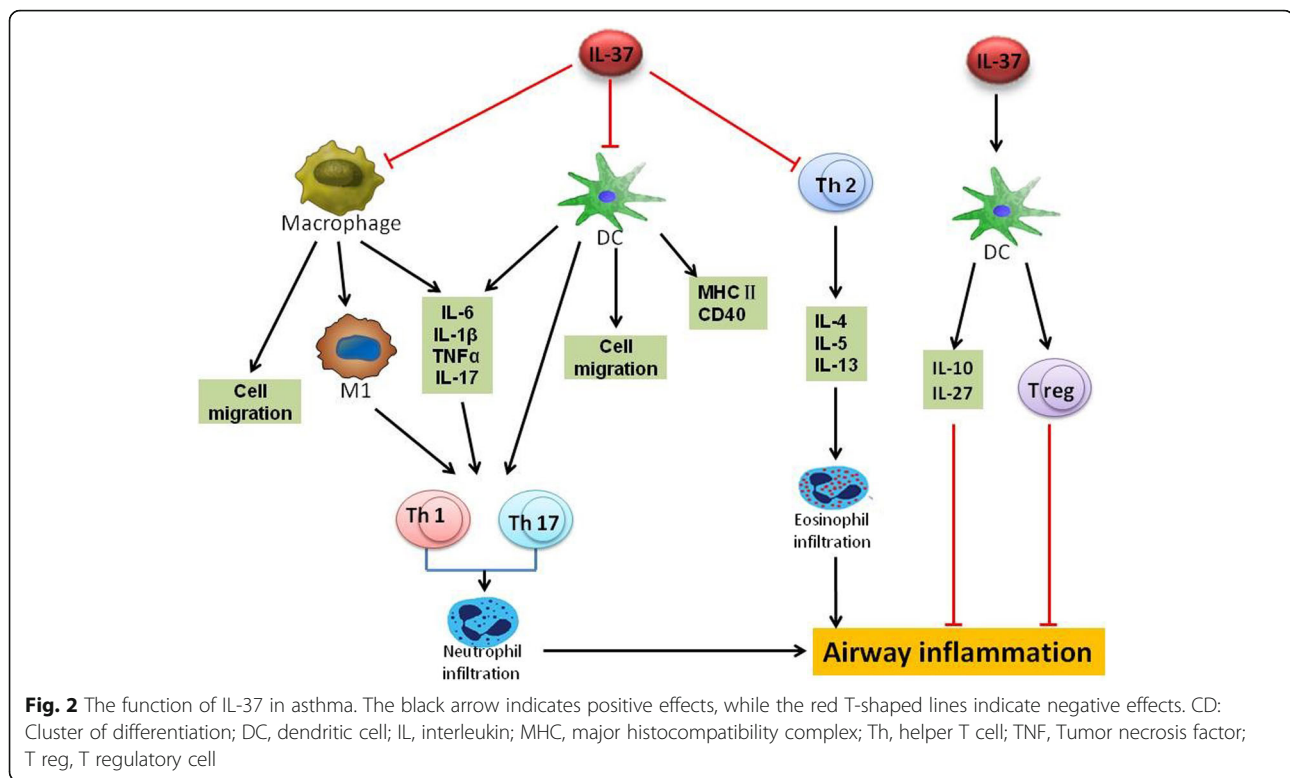 IL-37
IL-37
Macrophage
DC
Th 2
DC
M1
IL-6
IL-1β
TNFα
IL-17
MHC Ⅱ
CD40
Cell
migration
Cell
migration
IL-4
IL-5
IL-13
IL-10
IL-27
T reg
Th 1
Th 17
Eosinophil
infiltration
Neutrophil
infiltration
Airway inflammation
Fig. 2 The function of IL-37 in asthma. The black arrow indicates positive effects, while the red T-shaped lines indicate negative effects. CD:
Cluster of differentiation; DC, dendritic cell; IL, interleukin; MHC, major histocompatibility complex; Th, helper T cell; TNF, Tumor necrosis factor;
T reg, T regulatory cell